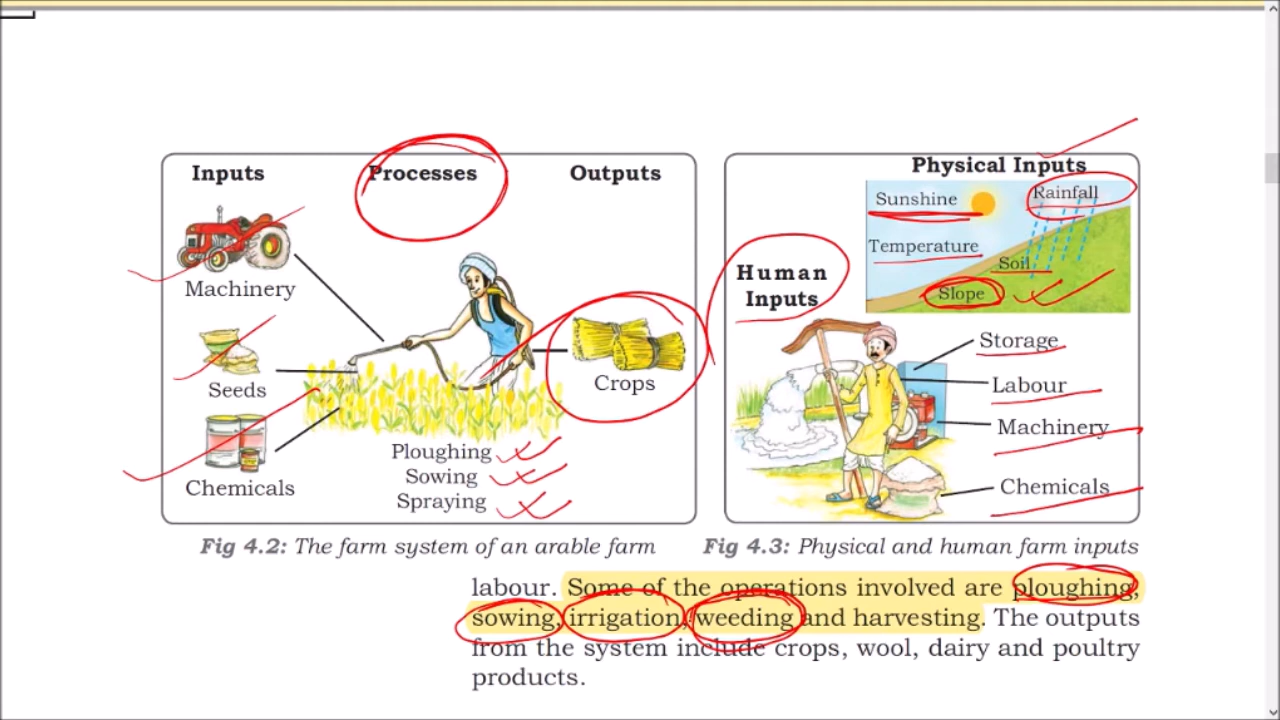 Inputs
Processes
Outputs
Machinery
Seeds
Chemicals
Crops
Ploughing
Sowing
Spraying
Fig 4.2: The farm system of an arable farm
Physical Inputs
Sunshine
Rainfall
Temperature
Soil
Slope
Human
Inputs
Storage
Labour
Machinery
Chemicals
Fig 4.3: Physical and human farm inputs
labour. Some of the operations involved are ploughing,
sowing, irrigation, weeding and harvesting. The outputs
from the system include crops, wool, dairy and poultry
products.